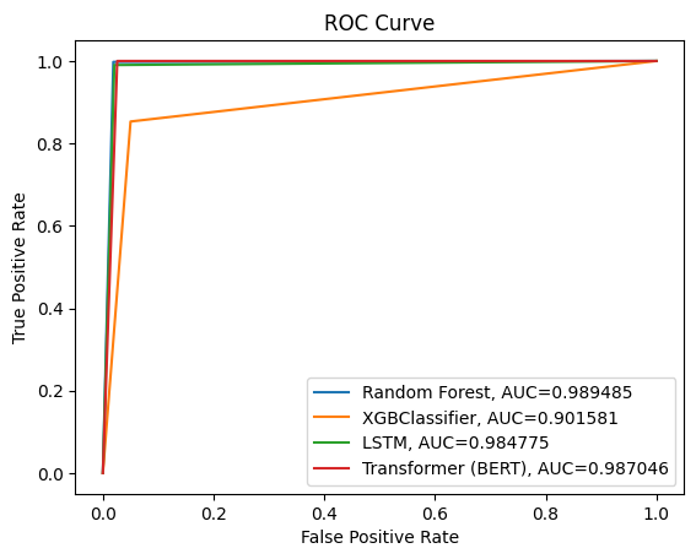 ROC Curve
True Positive Rate
1.0
0.8
0.6
0.4
0.2
0.0
Random Forest, AUC=0.989485
XGBClassifier, AUC=0.901581
LSTM, AUC=0.984775
Transformer (BERT), AUC=0.987046
0.0 0.2 0.4 0.6 0.8 1.0
False Positive Rate